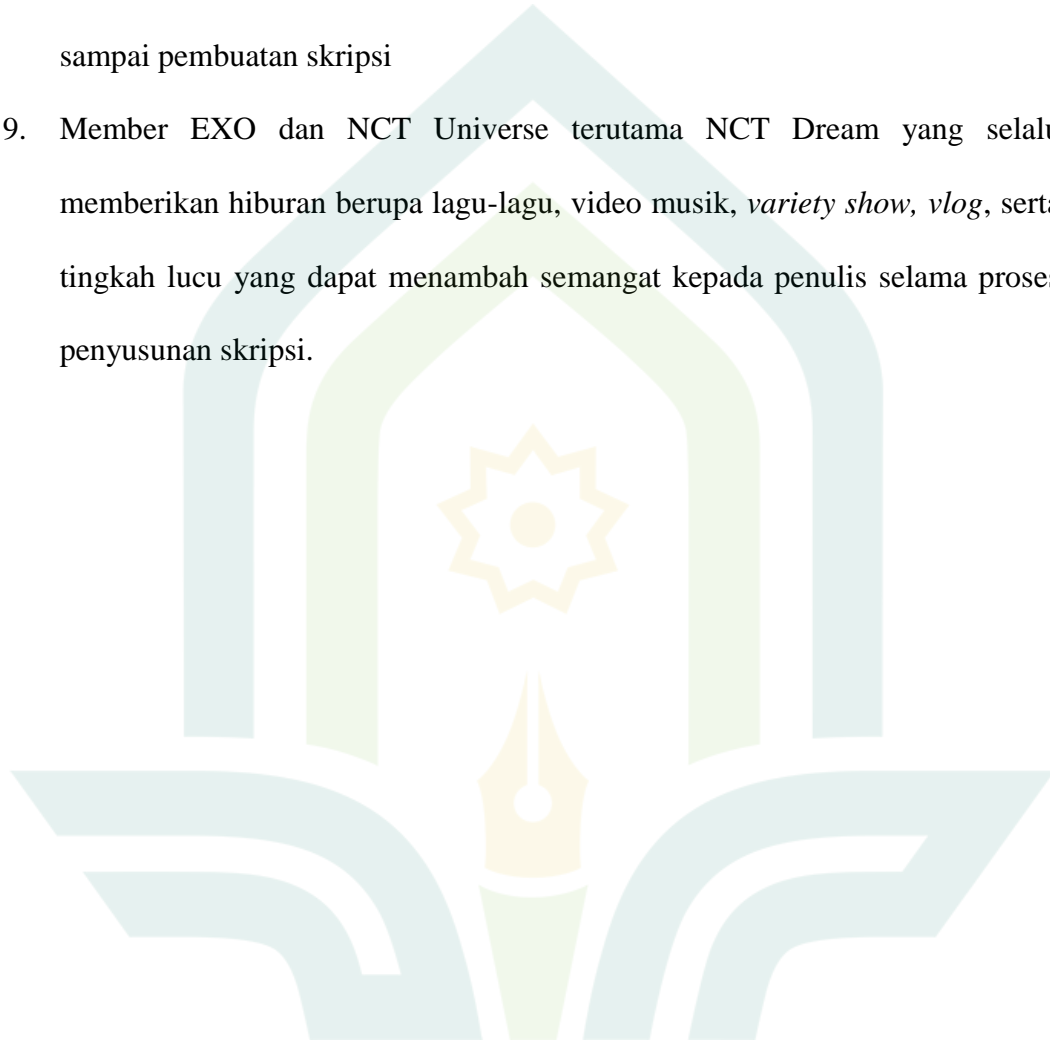 sampai pembuatan skripsi
9. Member EXO dan NCT Universe terutama NCT Dream yang selalu
memberikan hiburan berupa lagu-lagu, video musik, variety show, vlog, serta
tingkah lucu yang dapat menambah semangat kepada penulis selama proses
penyusunan skripsi.